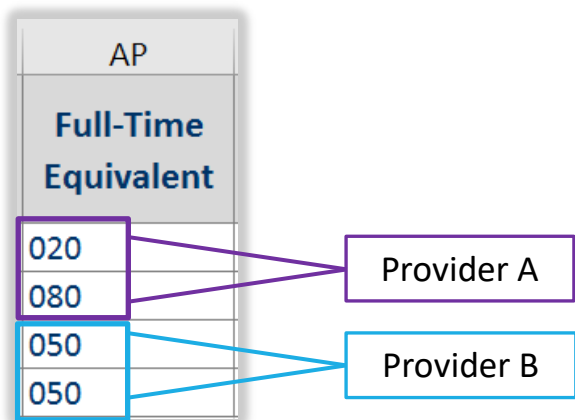 AP
Full-Time
Equivalent
020
080
050
050
Provider A
Provider B